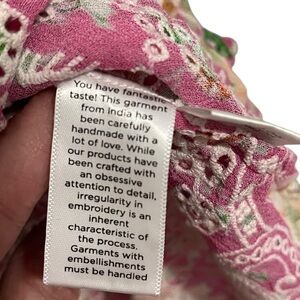 You have fantastic
taste! This garment
from India has
been carefully
handmade with a
lot of love. While
our products have
been crafted with
an obsessive
attention to detail,
irregularity in
embroidery is an
inherent
characteristic of
the process.
Garments with
embellishments
must be handled